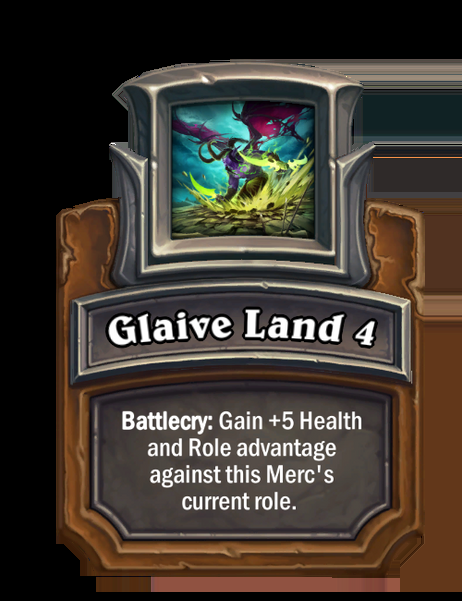 Glaive Land 4
Battlecry: Gain +5 Health
and Role advantage
against this Merc's
current role.